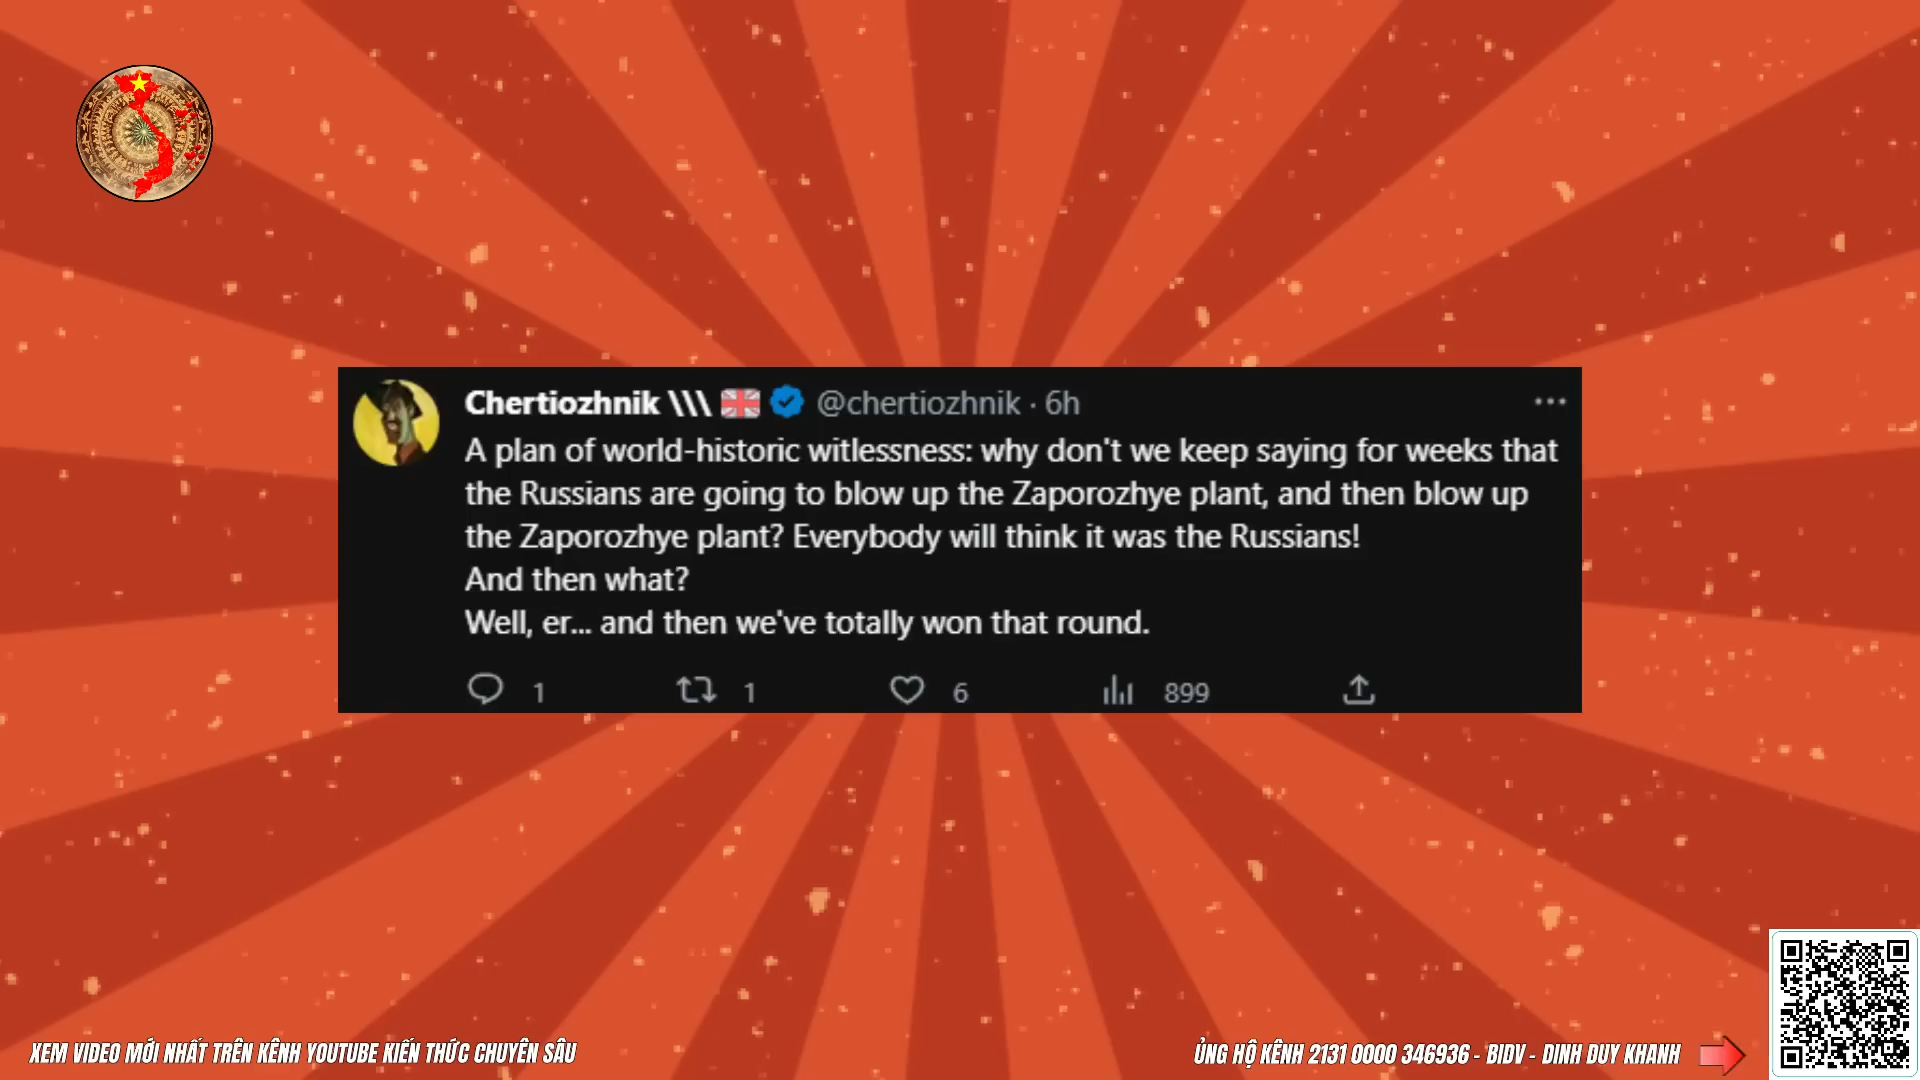 Chertiozhnik \\\ @chertiozhnik · 6h
A plan of world-historic witlessness: why don't we keep saying for weeks that
the Russians are going to blow up the Zaporozhye plant, and then blow up
the Zaporozhye plant? Everybody will think it was the Russians!
And then what?
Well, er... and then we've totally won that round.
1 1 6 899
XEM VIDEO MỚI NHẤT TRÊN KÊNH YOUTUBE KIẾN THỨC CHUYÊN SÂU
ỦNG HỘ KÊNH 2131 0000 346936 - BIDV - DINH DUY KHANH